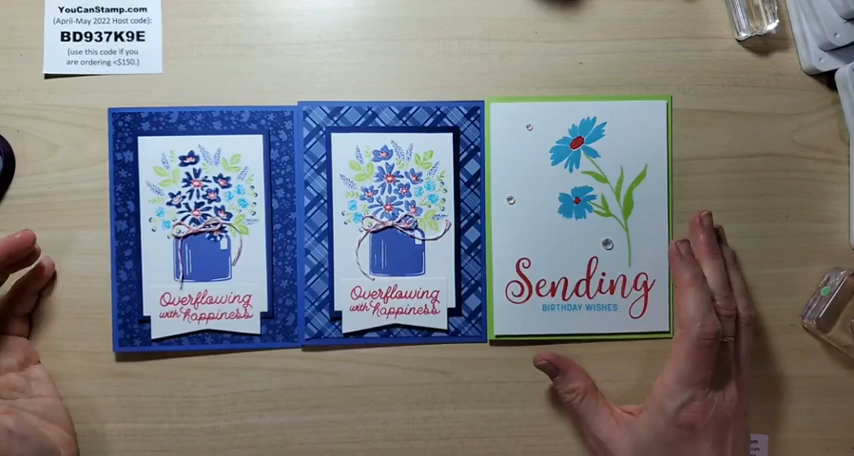 YouCanStamp.com
(April-May 2022 Host code):
BD937K9E
(use this code if you
are ordering <$150.)
Overflowing
with happiness
Overflowing
with happiness
Sending
BIRTHDAY WISHES